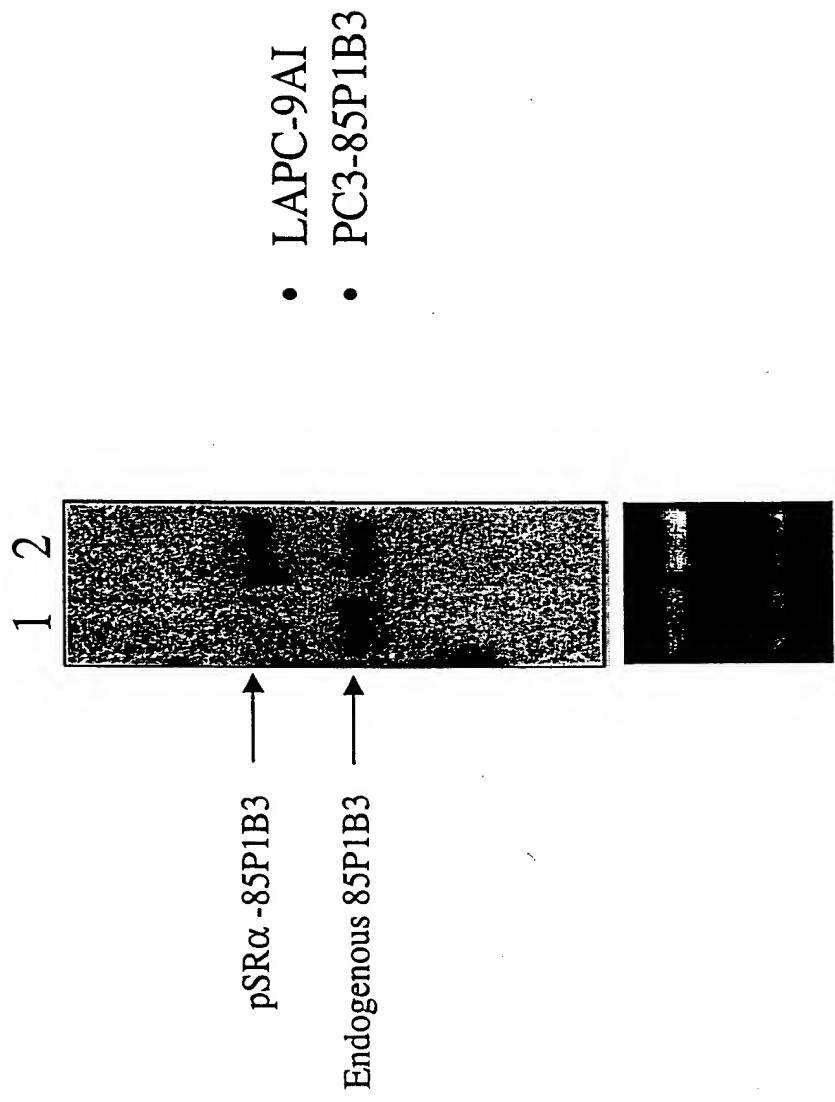 1 2
pSRα -85P1B3
Endogenous 85P1B3
• LAPC-9AI
• PC3-85P1B3